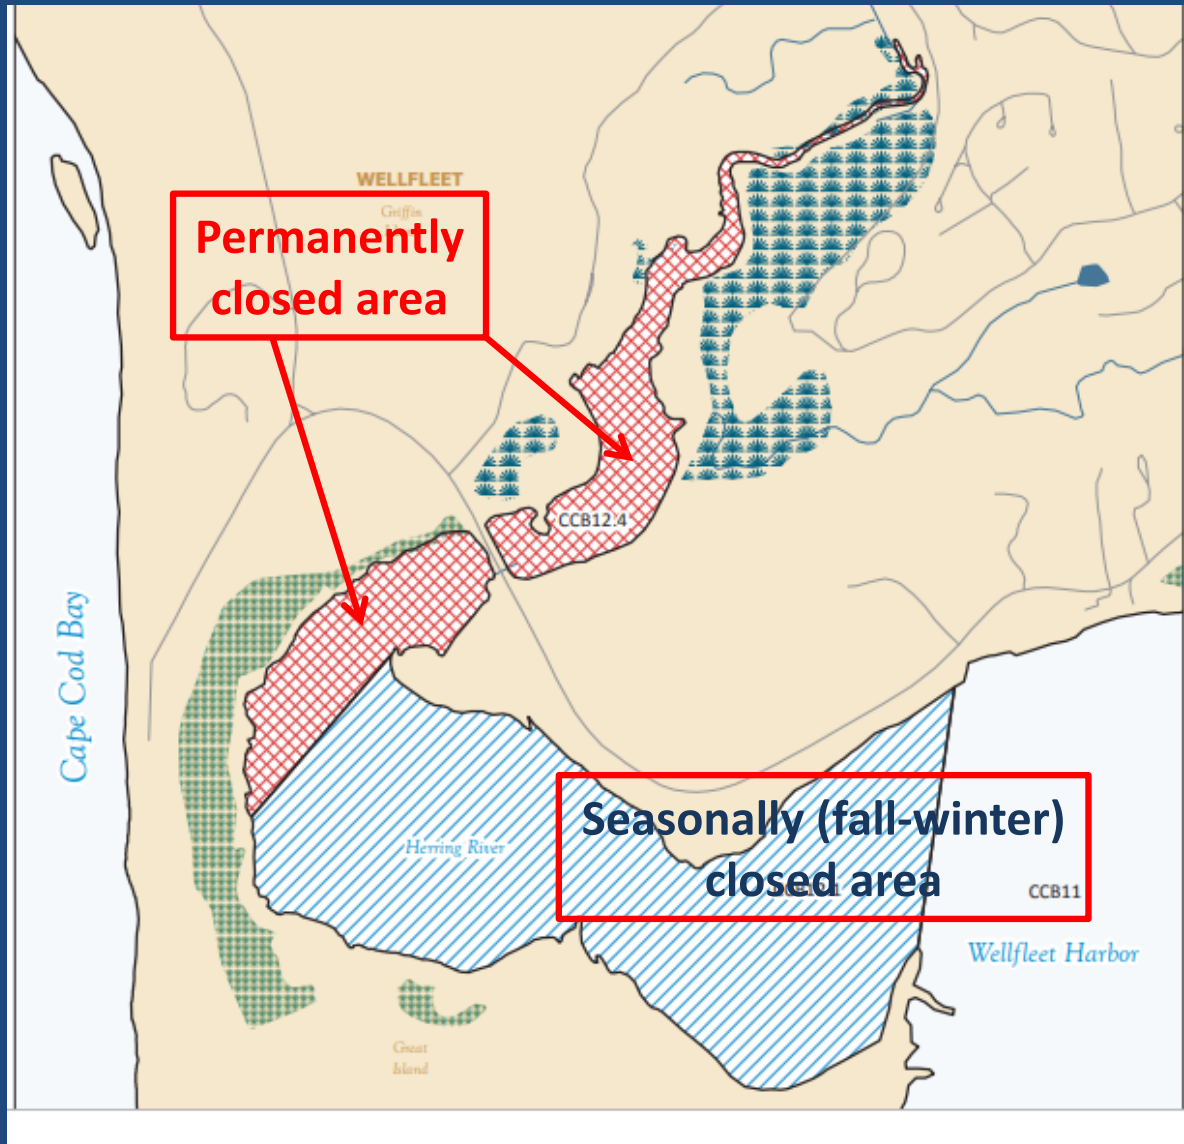 WELLFLEET
Griffin
Permanently
closed area
CCB12.4
Cape Cod Bay
Herring River
Seasonally (fall-winter)
closed area
CCB11
Wellfleet Harbor
Great
Island